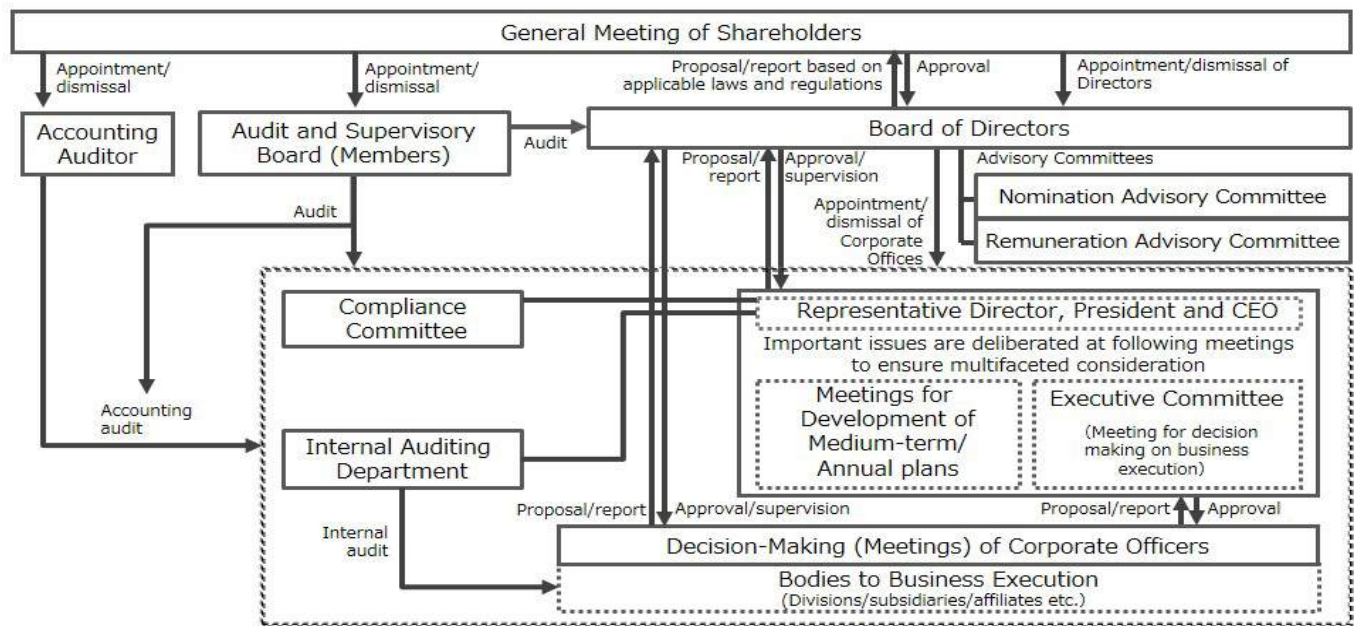 General Meeting of Shareholders
Appointment/
dismissal
Appointment/
dismissal
Proposal/report based on
applicable laws and regulations
Approval
Appointment/dismissal of
Directors
Accounting
Auditor
Audit and Supervisory
Board (Members)
Audit
Board of Directors
Audit
Proposal/
report
Approval/
supervision
Appointment/
dismissal of
Corporate
Offices
Advisory Committees
Nomination Advisory Committee
Remuneration Advisory Committee
Compliance
Committee
Representative Director, President and CEO
Important issues are deliberated at following meetings
to ensure multifaceted consideration
Meetings for
Development of
Medium-term/
Annual plans
Executive Committee
(Meeting for decision
making on business
execution)
Accounting
audit
Internal Auditing
Department
Internal
audit
Proposal/report
Approval/supervision
Proposal/report
Approval
Decision-Making (Meetings) of Corporate Officers
Bodies to Business Execution
(Divisions/subsidiaries/affiliates etc.)